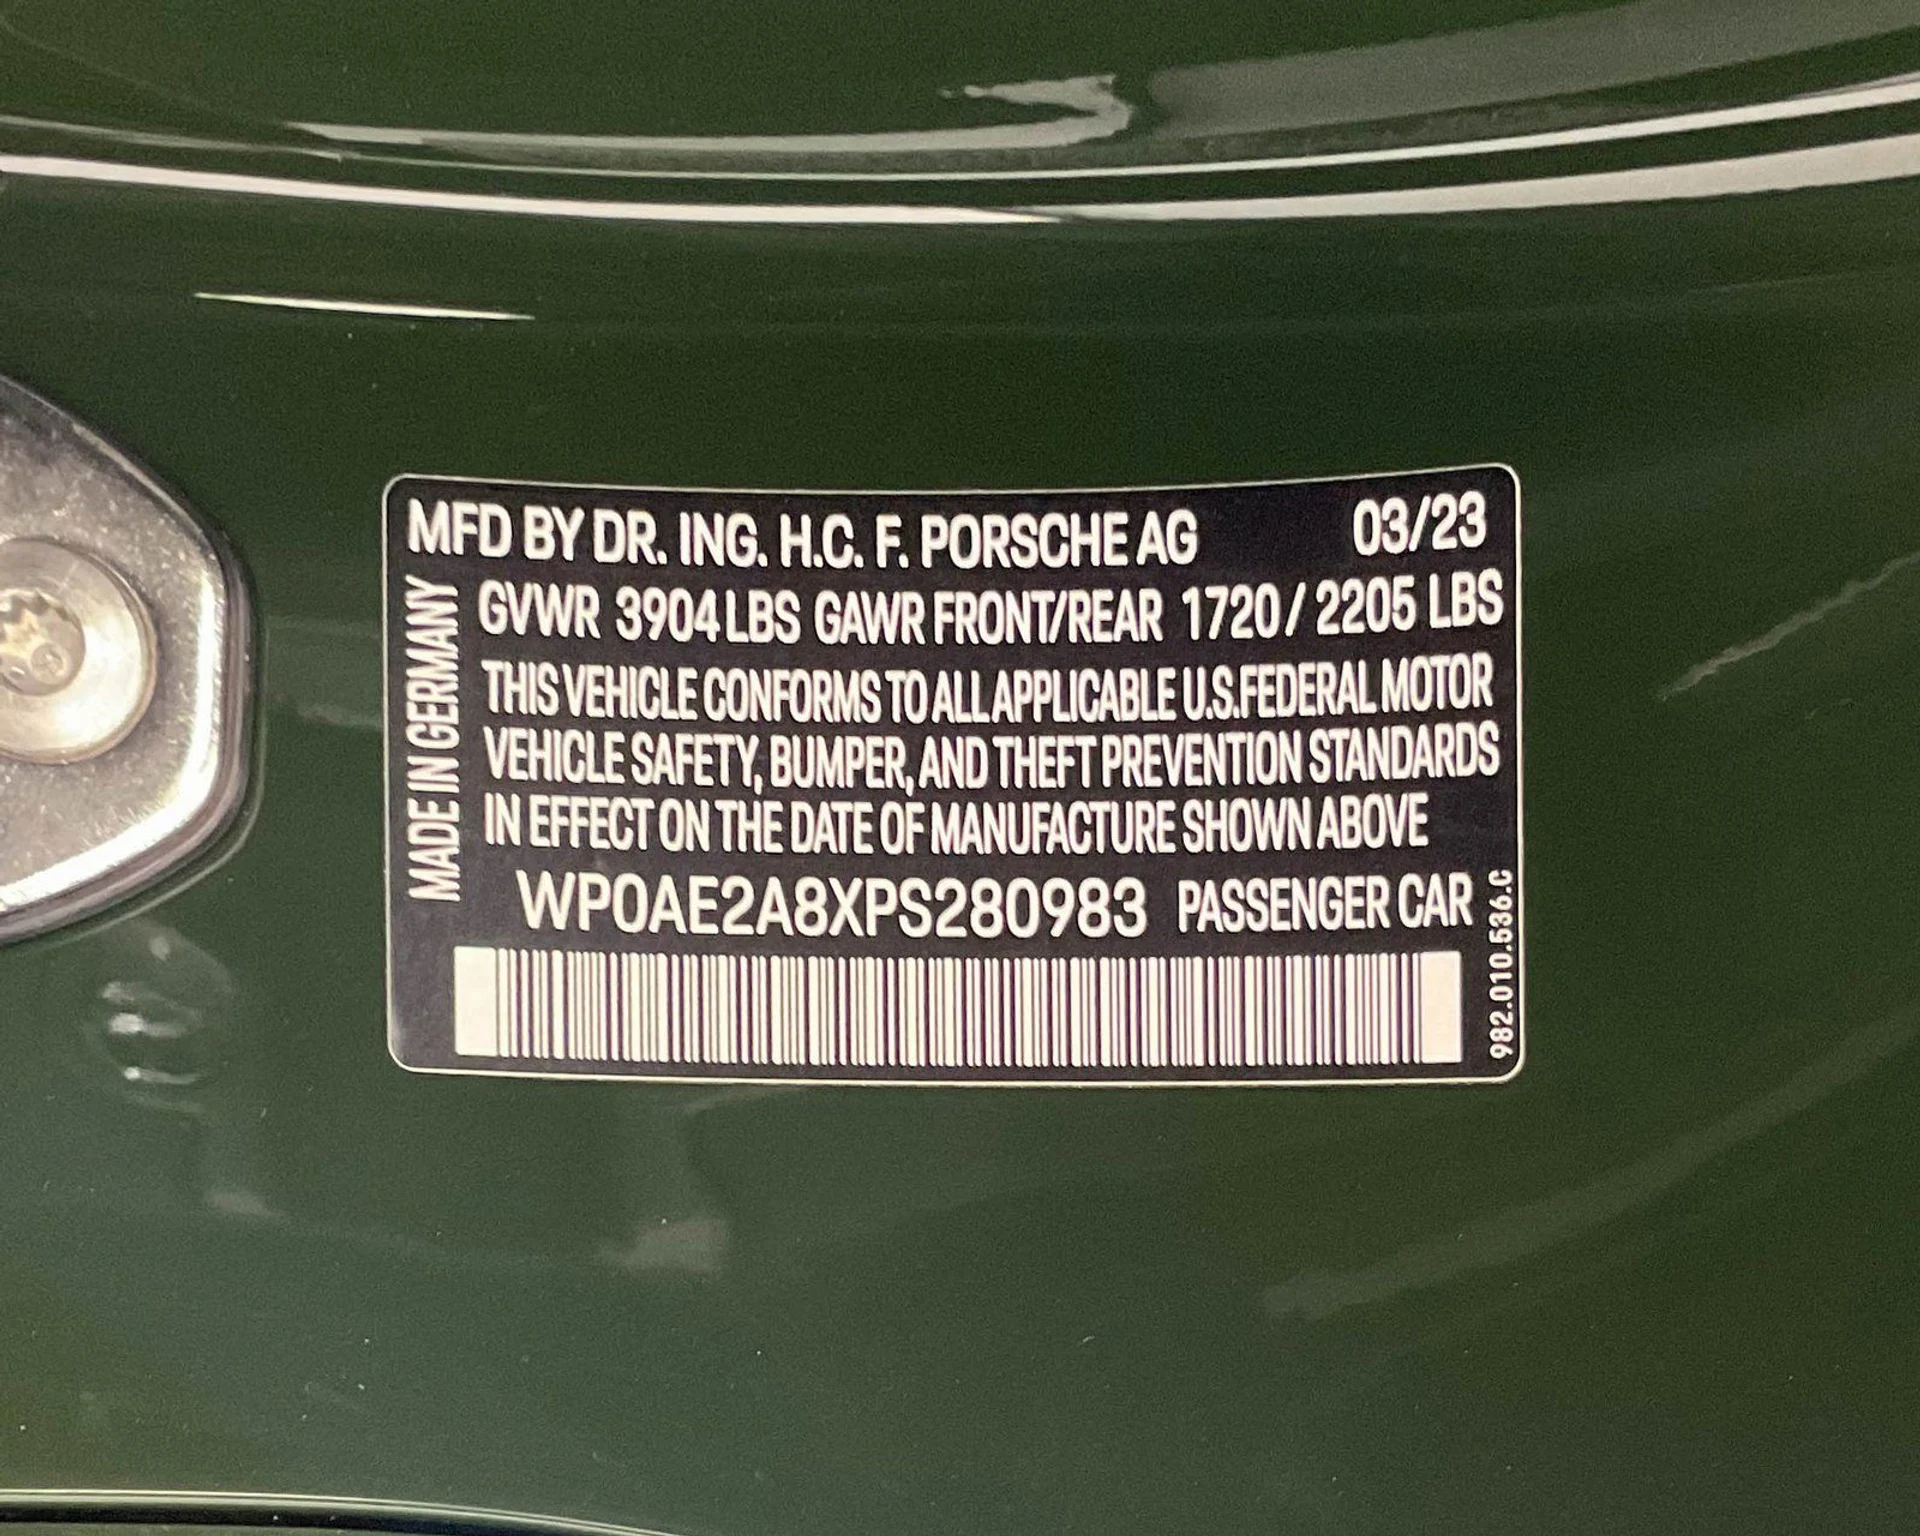 MFD BY DR. ING. H.C. F. PORSCHE AG 03/23
MADE IN GERMANY
GVWR 3904 LBS GAWR FRONT/REAR 1720 / 2205 LBS
THIS VEHICLE CONFORMS TO ALL APPLICABLE U.S.FEDERAL MOTOR
VEHICLE SAFETY, BUMPER, AND THEFT PREVENTION STANDARDS
IN EFFECT ON THE DATE OF MANUFACTURE SHOWN ABOVE
WP0AE2A8XPS280983 PASSENGER CAR
982.010.536.C